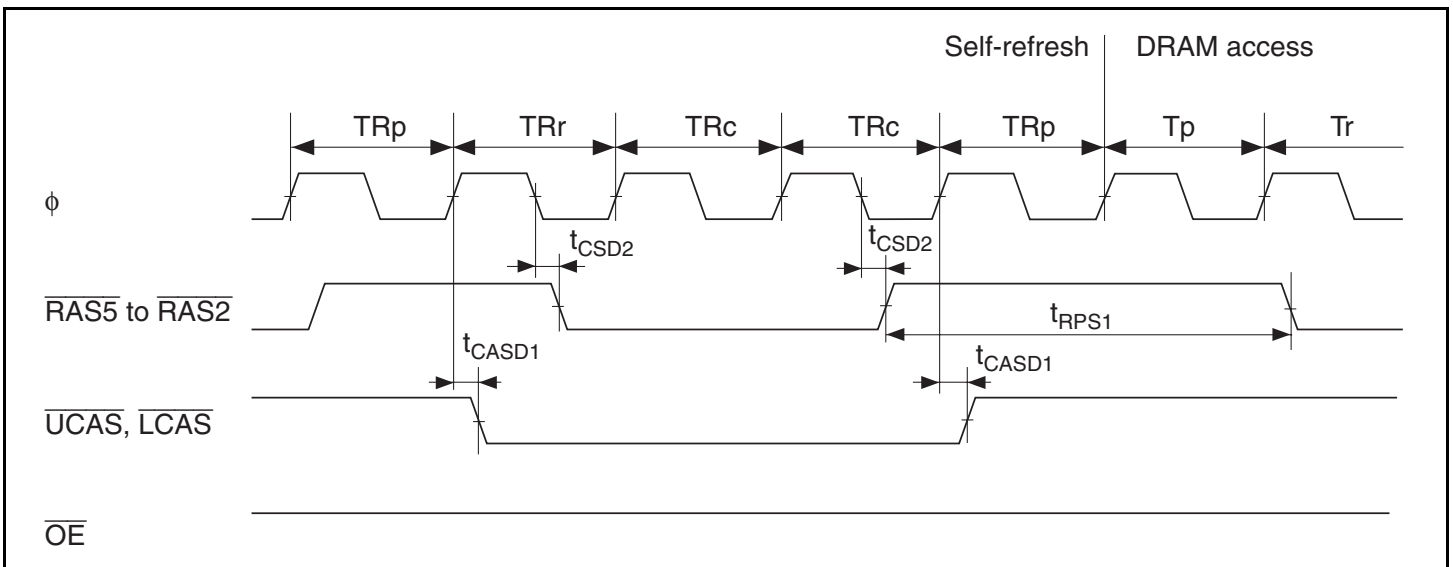 Self-refresh DRAM access
TRp TRr TRc TRc TRp Tp Tr
ϕ
tCSD2 tCSD2
RAS5 to RAS2
tRPS1
tCASD1 tCASD1
UCAS, LCAS
OE